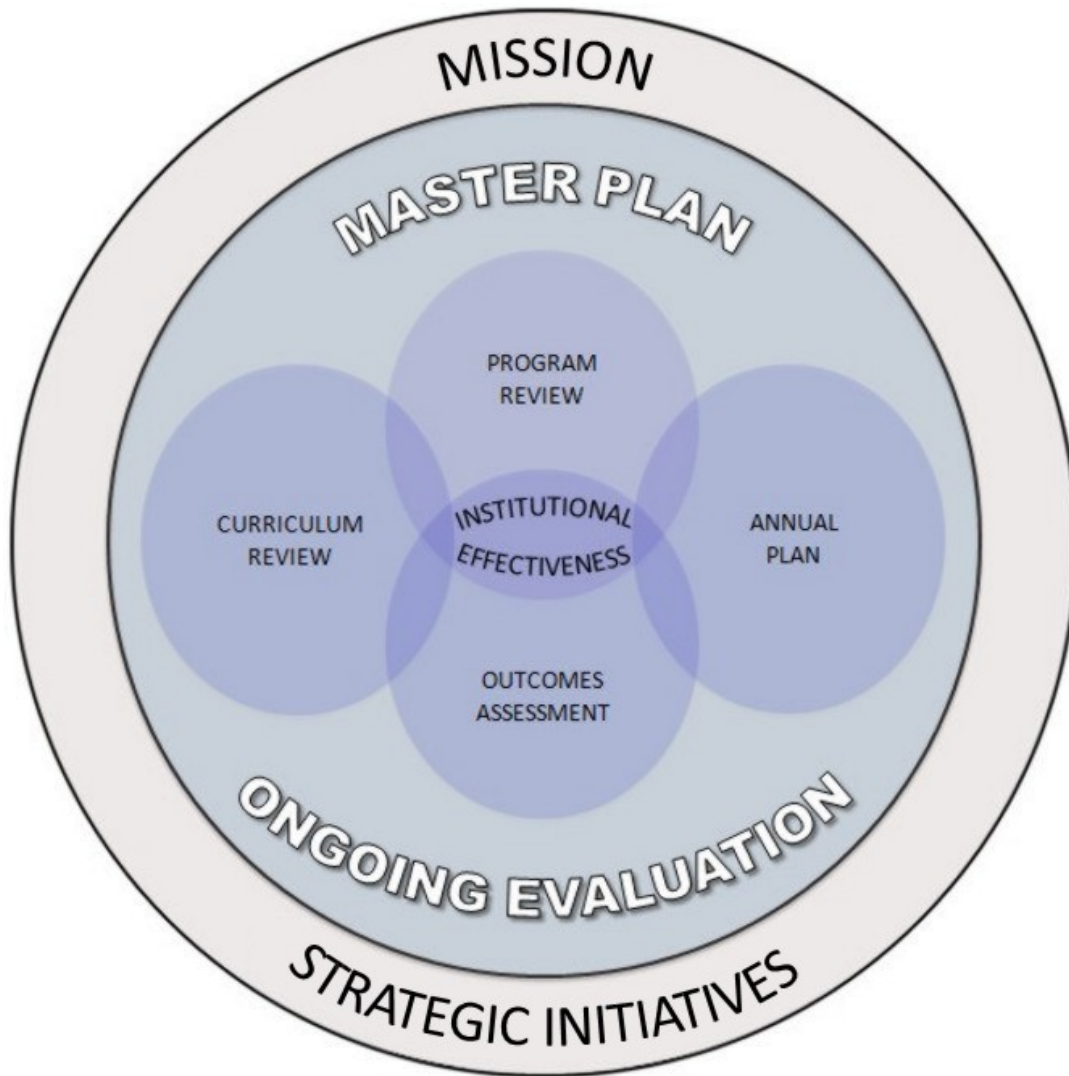 MISSION
MASTER PLAN
PROGRAM
REVIEW
CURRICULUM
REVIEW
INSTITUTIONAL
EFFECTIVENESS
ANNUAL
PLAN
OUTCOMES
ASSESSMENT
ONGOING EVALUATION
STRATEGIC INITIATIVES